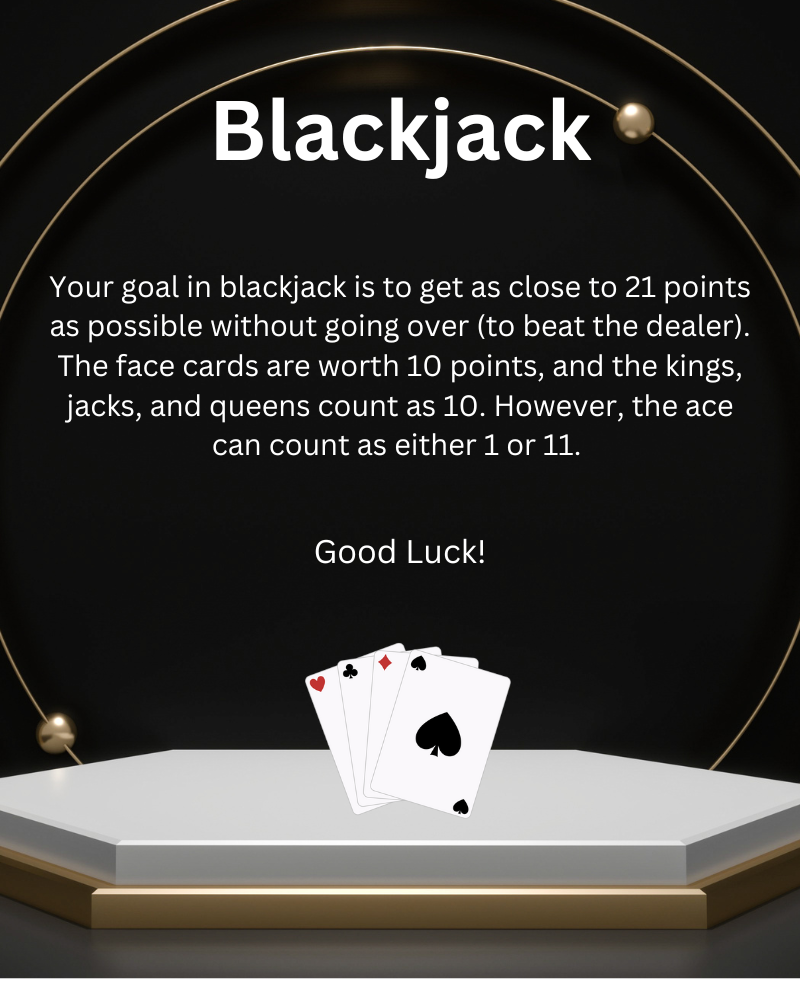 Blackjack
Your goal in blackjack is to get as close to 21 points
as possible without going over (to beat the dealer).
The face cards are worth 10 points, and the kings,
jacks, and queens count as 10. However, the ace
can count as either 1 or 11.
Good Luck!